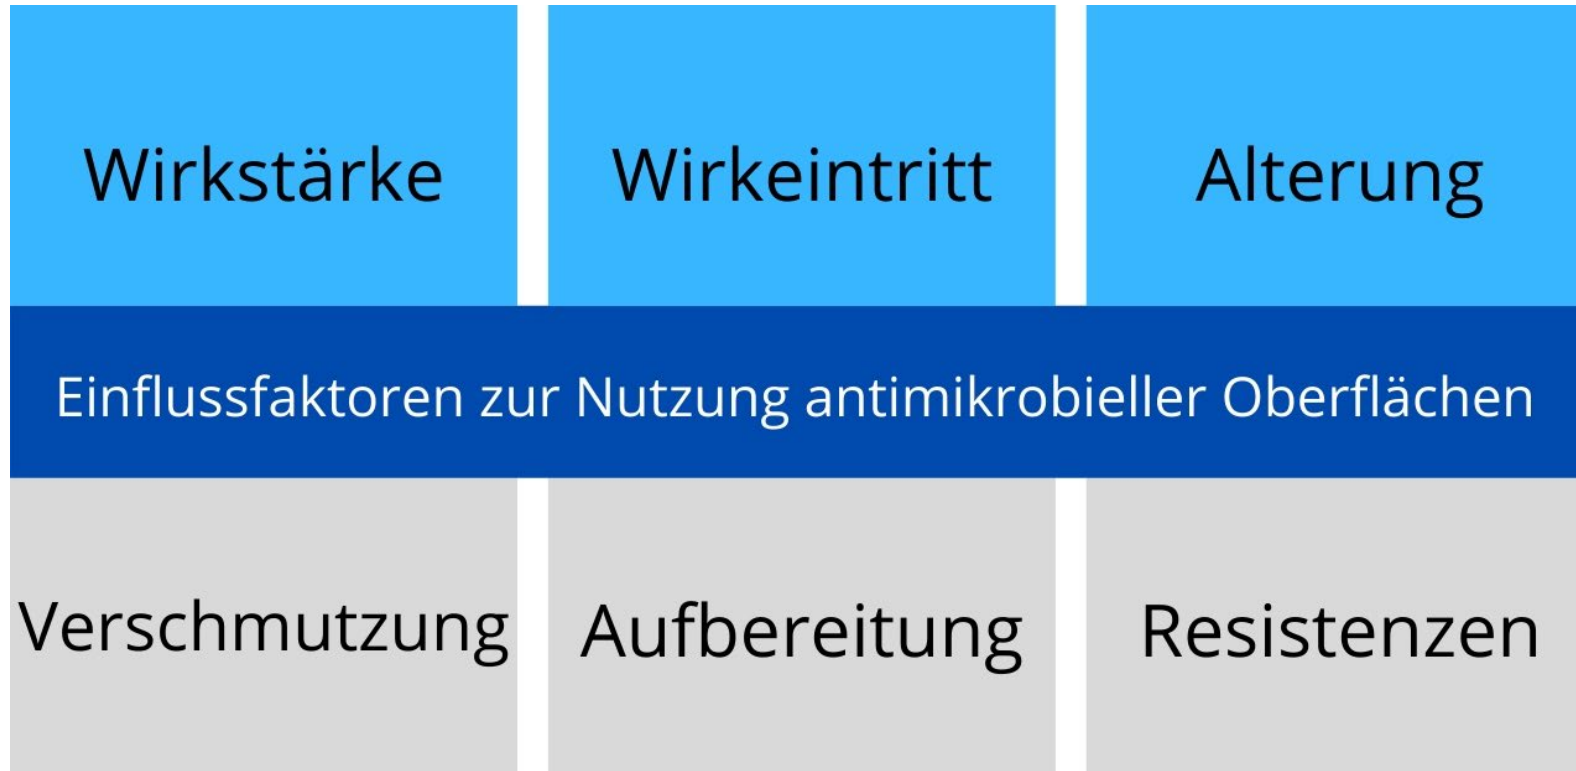 Wirkstärke
Wirkeintritt
Alterung
Einflussfaktoren zur Nutzung antimikrobieller Oberflächen
Verschmutzung
Aufbereitung
Resistenzen